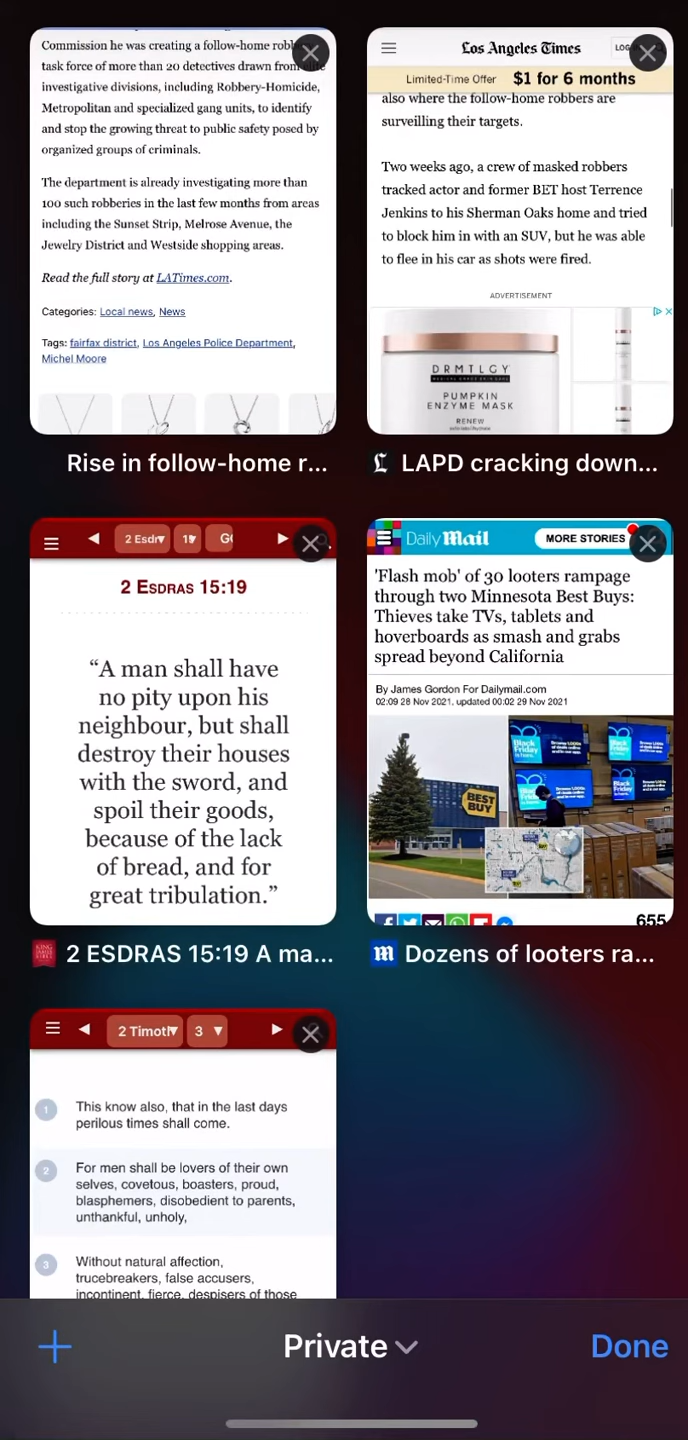 Commission he was creating a follow-home robb
task force of more than 20 detectives drawn from elite
investigative divisions, including Robbery-Homicide,
Metropolitan and specialized gang units, to identify
and stop the growing threat to public safety posed by
organized groups of criminals.
The department is already investigating more than
100 such robberies in the last few months from areas
including the Sunset Strip, Melrose Avenue, the
Jewelry District and Westside shopping areas.
Read the full story at LATimes.com.
Categories: Local news, News
Tags: fairfax district, Los Angeles Police Department,
Michel Moore
Rise in follow-home r...
Los Angeles Times
LOG
Limited-Time Offer $1 for 6 months
also where the follow-home robbers are
surveilling their targets.
Two weeks ago, a crew of masked robbers
tracked actor and former BET host Terrence
Jenkins to his Sherman Oaks home and tried
to block him in with an SUV, but he was able
to flee in his car as shots were fired.
ADVERTISEMENT
DRMTLGY
PUMPKIN
ENZYME MASK
RENEW
LAPD cracking down...
2 Esdr 19 GO
2 ESDRAS 15:19
“A man shall have
no pity upon his
neighbour, but shall
destroy their houses
with the sword, and
spoil their goods,
because of the lack
of bread, and for
great tribulation.”
2 ESDRAS 15:19 A ma...
Daily Mail
MORE STORIES
'Flash mob' of 30 looters rampage
through two Minnesota Best Buys:
Thieves take TVs, tablets and
hoverboards as smash and grabs
spread beyond California
By James Gordon For Dailymail.com
02:09 28 Nov 2021, updated 00:02 29 Nov 2021
BEST
BUY
Black
Friday
655
Dozens of looters ra...
2 Timot 3
1 This know also, that in the last days
perilous times shall come.
2 For men shall be lovers of their own
selves, covetous, boasters, proud,
blasphemers, disobedient to parents,
unthankful, unholy,
3 Without natural affection,
trucebreakers, false accusers,
incontinent, fierce, despisers of those
Private
Done